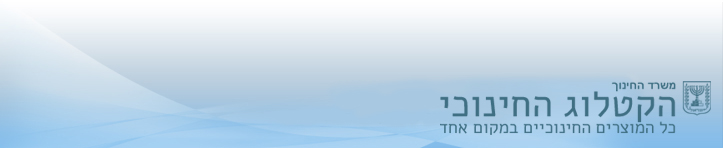 משרד החינוך
הקטלוג החינוכי
כל המוצרים החינוכיים במקום אחד